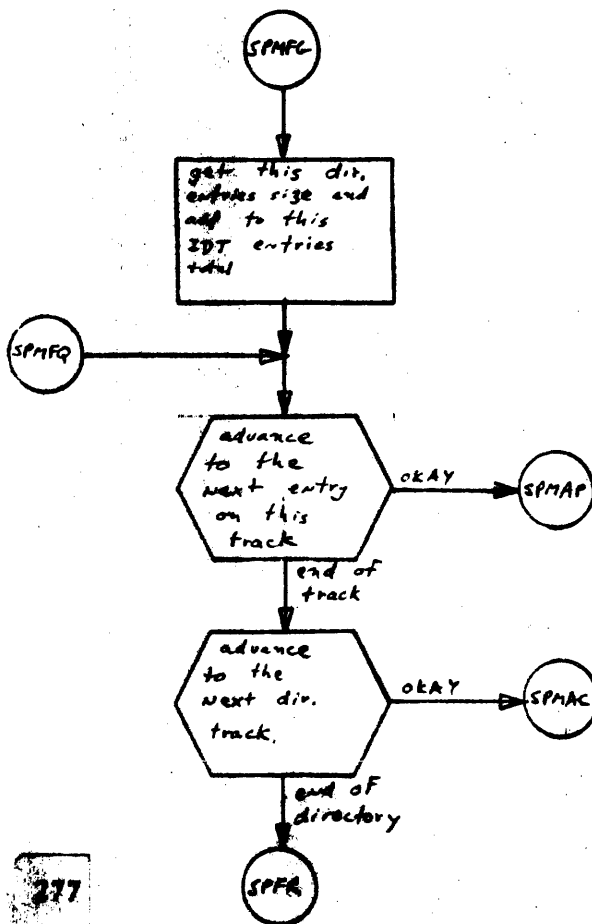 SPMFG
get this dir.
entries size and
add to this
IDT entries
total
SPMFQ
advance
to the
next entry
on this
track
OKAY
SPMAP
end of
track
advance
to the
next dir.
track.
OKAY
SPMAC
end of
directory
SPFR
277